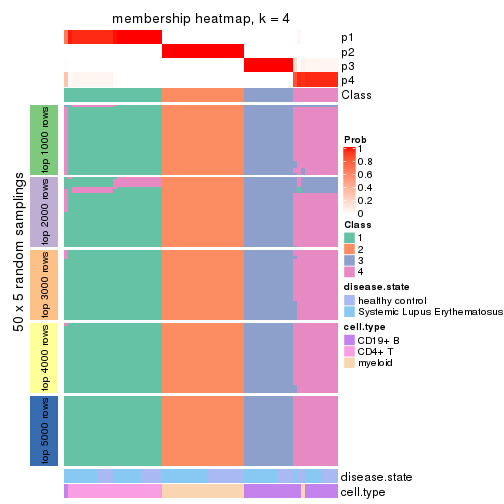 membership heatmap, k = 4
p1
p2
p3
p4
Class
50 x 5 random samplings
top 1000 rows
top 2000 rows
top 3000 rows
top 4000 rows
top 5000 rows
Prob
1
0.8
0.6
0.4
0.2
0
Class
1
2
3
4
disease.state
healthy control
Systemic Lupus Erythematosus
cell.type
CD19+ B
CD4+ T
myeloid
disease.state
cell.type